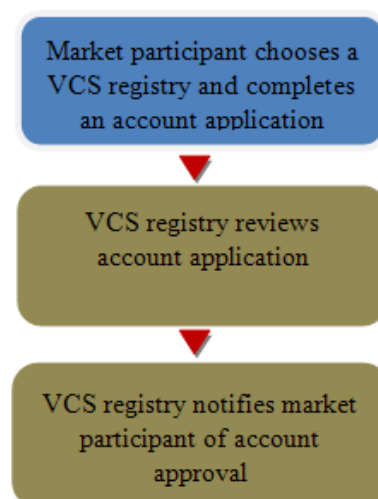 Market participant chooses a
VCS registry and completes
an account application
VCS registry reviews
account application
VCS registry notifies market
participant of account
approval